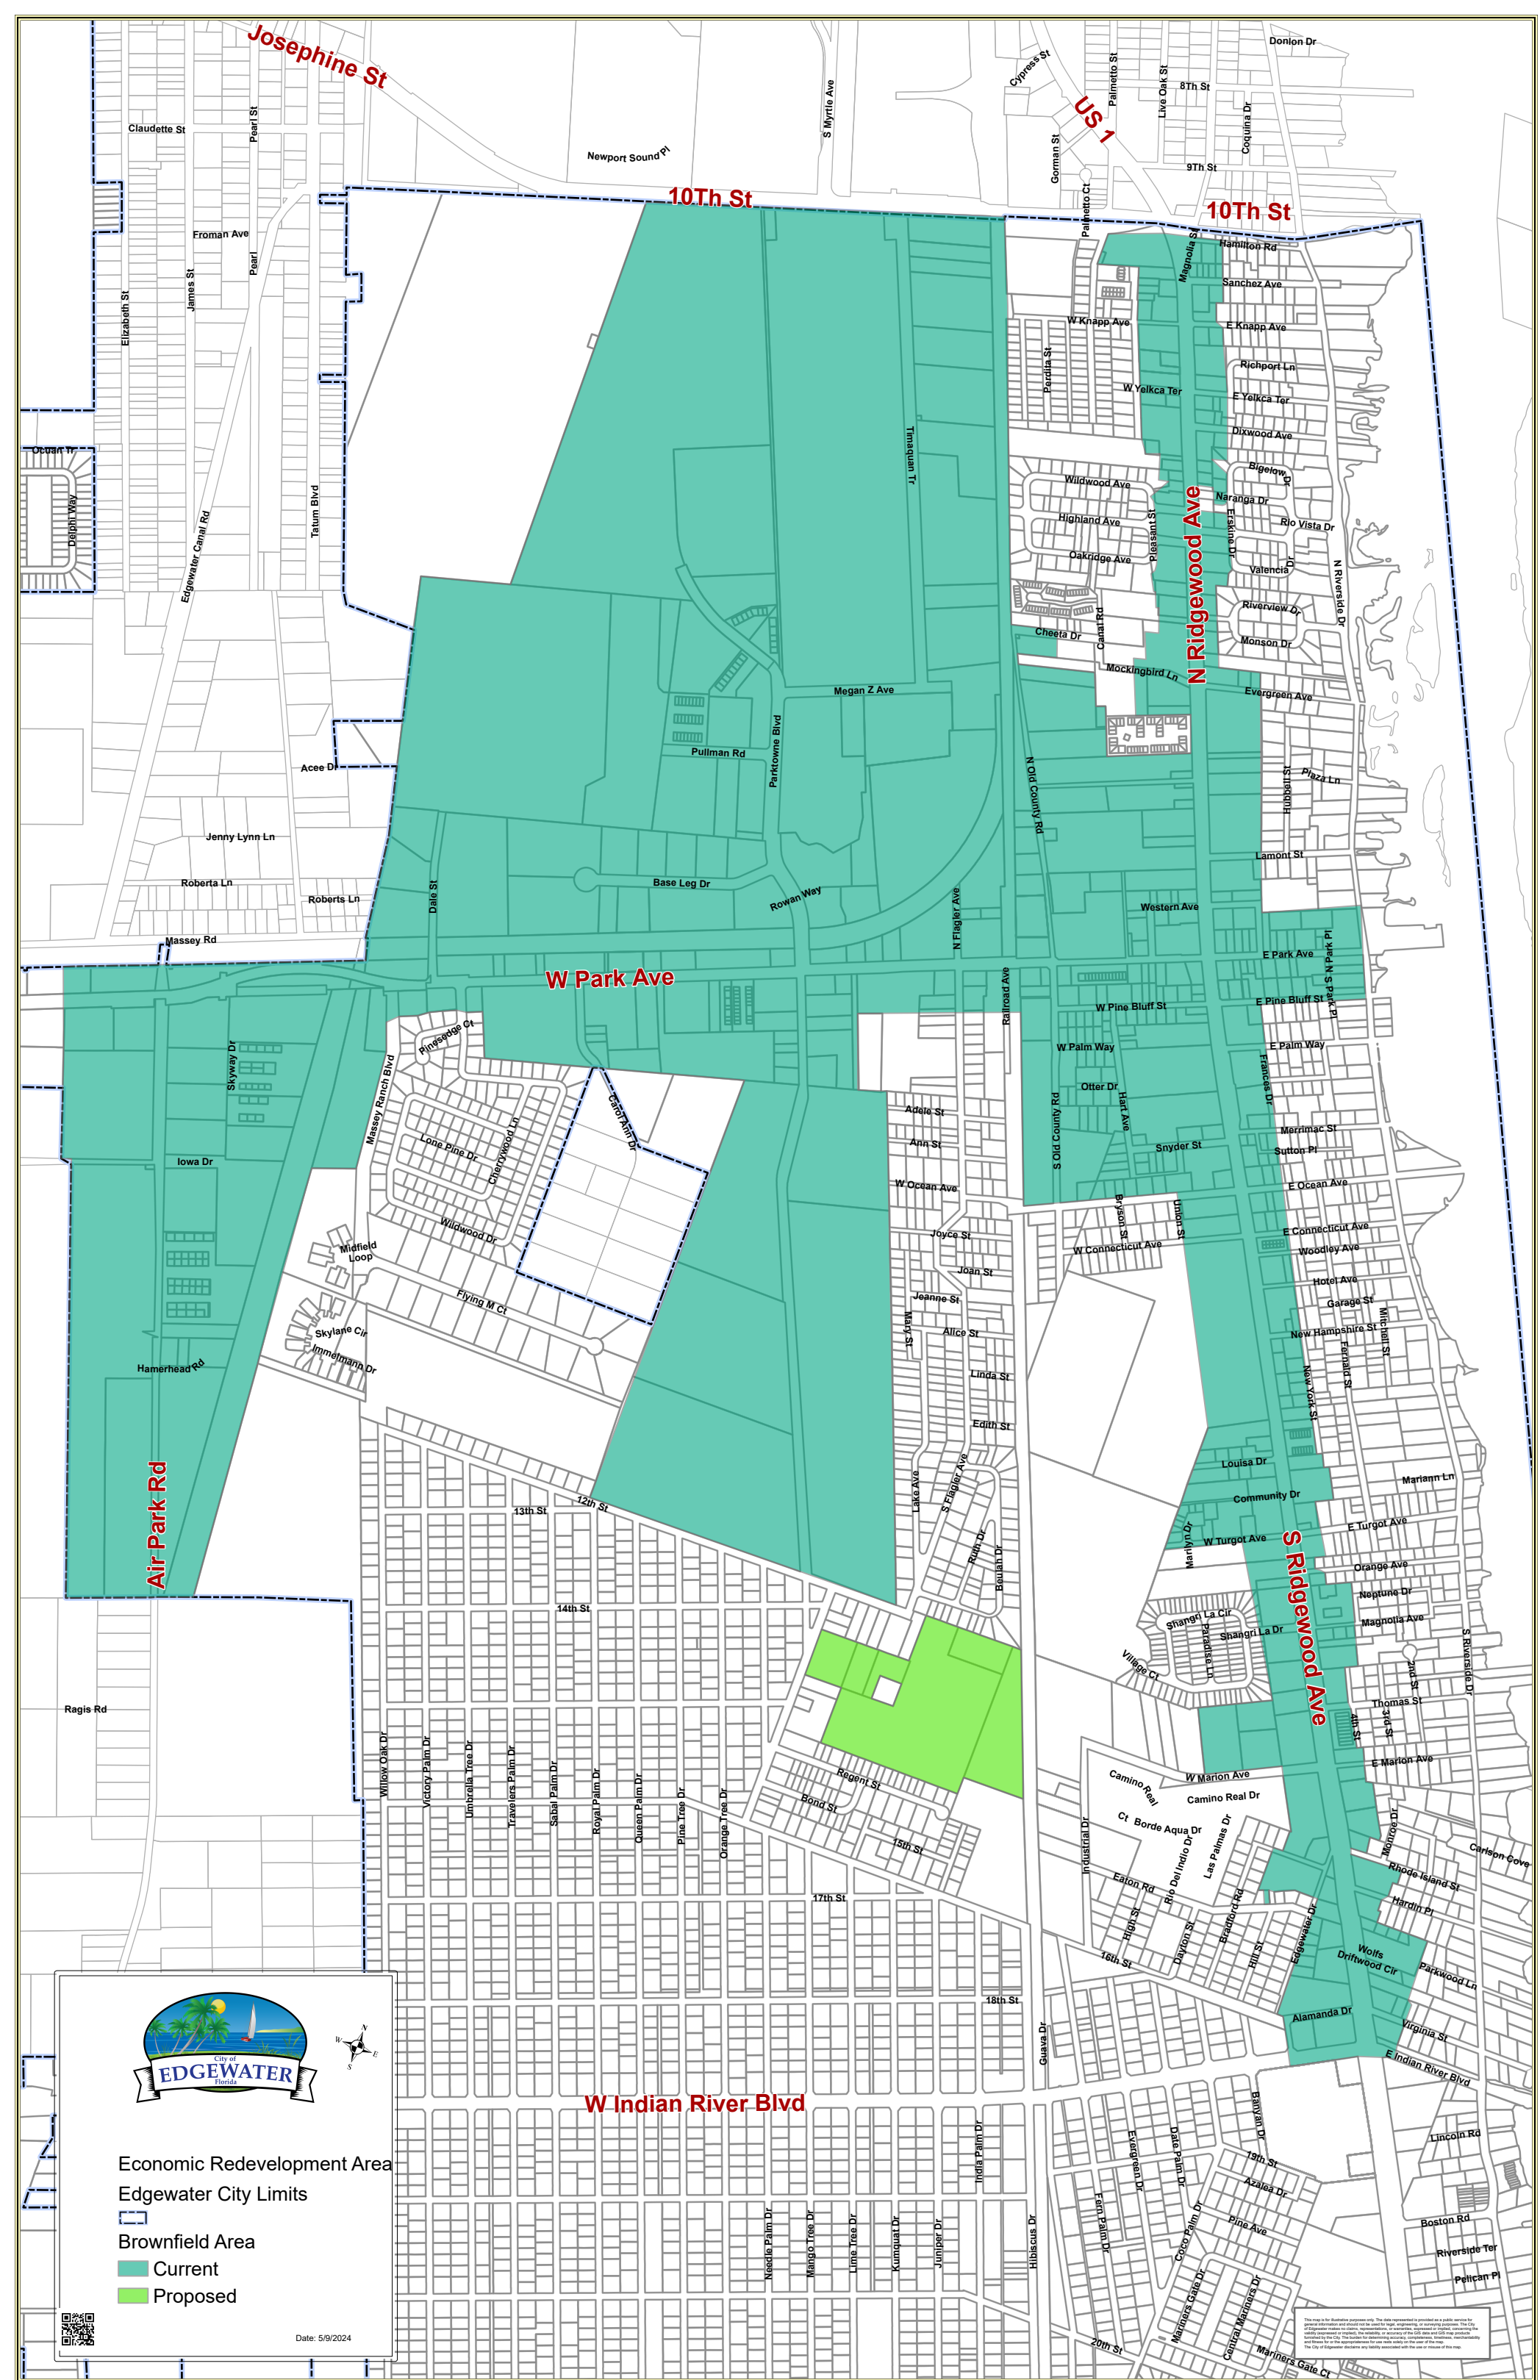 Josephine St
US 1
Donlon Dr
Cypress St
Palmetto St
Live Oak St
8Th St
Coquina Dr
S Myrtle Ave
Claudette St
Pearl St
Newport Sound Pl
Gorman St
9Th St
10Th St
10Th St
Palmetto Ct
Magnolia St
Hamilton Rd
Froman Ave
Pearl
James St
Elizabeth St
Sanchez Ave
W Knapp Ave
E Knapp Ave
Perdita St
Richport Ln
W Yelkca Ter
E Yelkca Ter
Dixwood Ave
Timaquan Tr
Ocuan Tr
Delphi Way
Tatum Blvd
Edgewater Canal Rd
Wildwood Ave
Bigelow Dr
Naranga Dr
Highland Ave
Pleasant St
Erskine Dr
Rio Vista Dr
Oakridge Ave
Valencia Dr
N Ridgewood Ave
N Riverside Dr
Riverview Dr
Canal Rd
Cheeta Dr
Monson Dr
Mockingbird Ln
Evergreen Ave
Megan Z Ave
Pullman Rd
Parktowne Blvd
Acee Dr
N Old County Rd
Hubbell St
Plaza Ln
Jenny Lynn Ln
Lamont St
Roberta Ln
Roberts Ln
Dale St
Base Leg Dr
Rowan Way
N Flagler Ave
Western Ave
Massey Rd
W Park Ave
E Park Ave
N Park Pl
S Park Pl
Railroad Ave
W Pine Bluff St
E Pine Bluff St
Pinesedge Ct
Skyway Dr
W Palm Way
E Palm Way
Massey Ranch Blvd
Otter Dr
Hart Ave
Frances Dr
Carol Ann Dr
Adele St
S Old County Rd
Merrimac St
Lone Pine Dr
Cherrywood Ln
Ann St
Snyder St
Sutton Pl
Iowa Dr
W Ocean Ave
E Ocean Ave
Bryson St
Union St
Wildwood Dr
Joyce St
E Connecticut Ave
Midfield
Loop
W Connecticut Ave
Woodley Ave
Joan St
Hotel Ave
Flying M Ct
Jeanne St
Garage St
Mary St
Alice St
Mitchell St
New Hampshire St
Skylane Cir
Immelmann Dr
Fernald St
Hamerhead Rd
Linda St
New York St
Edith St
Air Park Rd
Louisa Dr
Lake Ave
S Flagler Ave
Mariann Ln
Community Dr
12th St
13th St
Marilyn Dr
W Turgot Ave
E Turgot Ave
Ruth Dr
Beulah Dr
S Ridgewood Ave
Orange Ave
Neptune Dr
14th St
Shangri La Cir
Paradise Ln
Shangri La Dr
Magnolia Ave
S Riverside Dr
Village Ct
2nd St
Thomas St
Ragis Rd
3rd St
4th St
E Marion Ave
Willow Oak Dr
Victory Palm Dr
Umbrella Tree Dr
Travelers Palm Dr
Sabal Palm Dr
Royal Palm Dr
Queen Palm Dr
Pine Tree Dr
Orange Tree Dr
Regent St
Bond St
15th St
W Marion Ave
Camino Real
Ct
Camino Real Dr
Borde Aqua Dr
Industrial Dr
Rio Del Indio Dr
Las Palmas Dr
Monroe Dr
Carlson Cove
Rhode Island St
Eaton Rd
17th St
High St
Dayton St
Bradford Rd
Hill St
Edgewater Dr
Hardin Pl
16th St
Wolfs
Driftwood Cir
Parkwood Ln
18th St
Guava Dr
Alamanda Dr
Virginia St
E Indian River Blvd
W Indian River Blvd
India Palm Dr
Evergreen Dr
Date Palm Dr
Banyan Dr
19th St
Lincoln Rd
Azalea Dr
Needle Palm Dr
Mango Tree Dr
Lime Tree Dr
Kumquat Dr
Juniper Dr
Hibiscus Dr
Fern Palm Dr
Coco Palm Dr
Pine Ave
Boston Rd
Riverside Ter
Pelican Pl
Mariners Gate Dr
Central Mariners Dr
20th St
Mariners Gate Ct
City of
EDGEWATER
Florida
N
W
E
S
Economic Redevelopment Area
Edgewater City Limits
Brownfield Area
Current
Proposed
Date: 5/9/2024